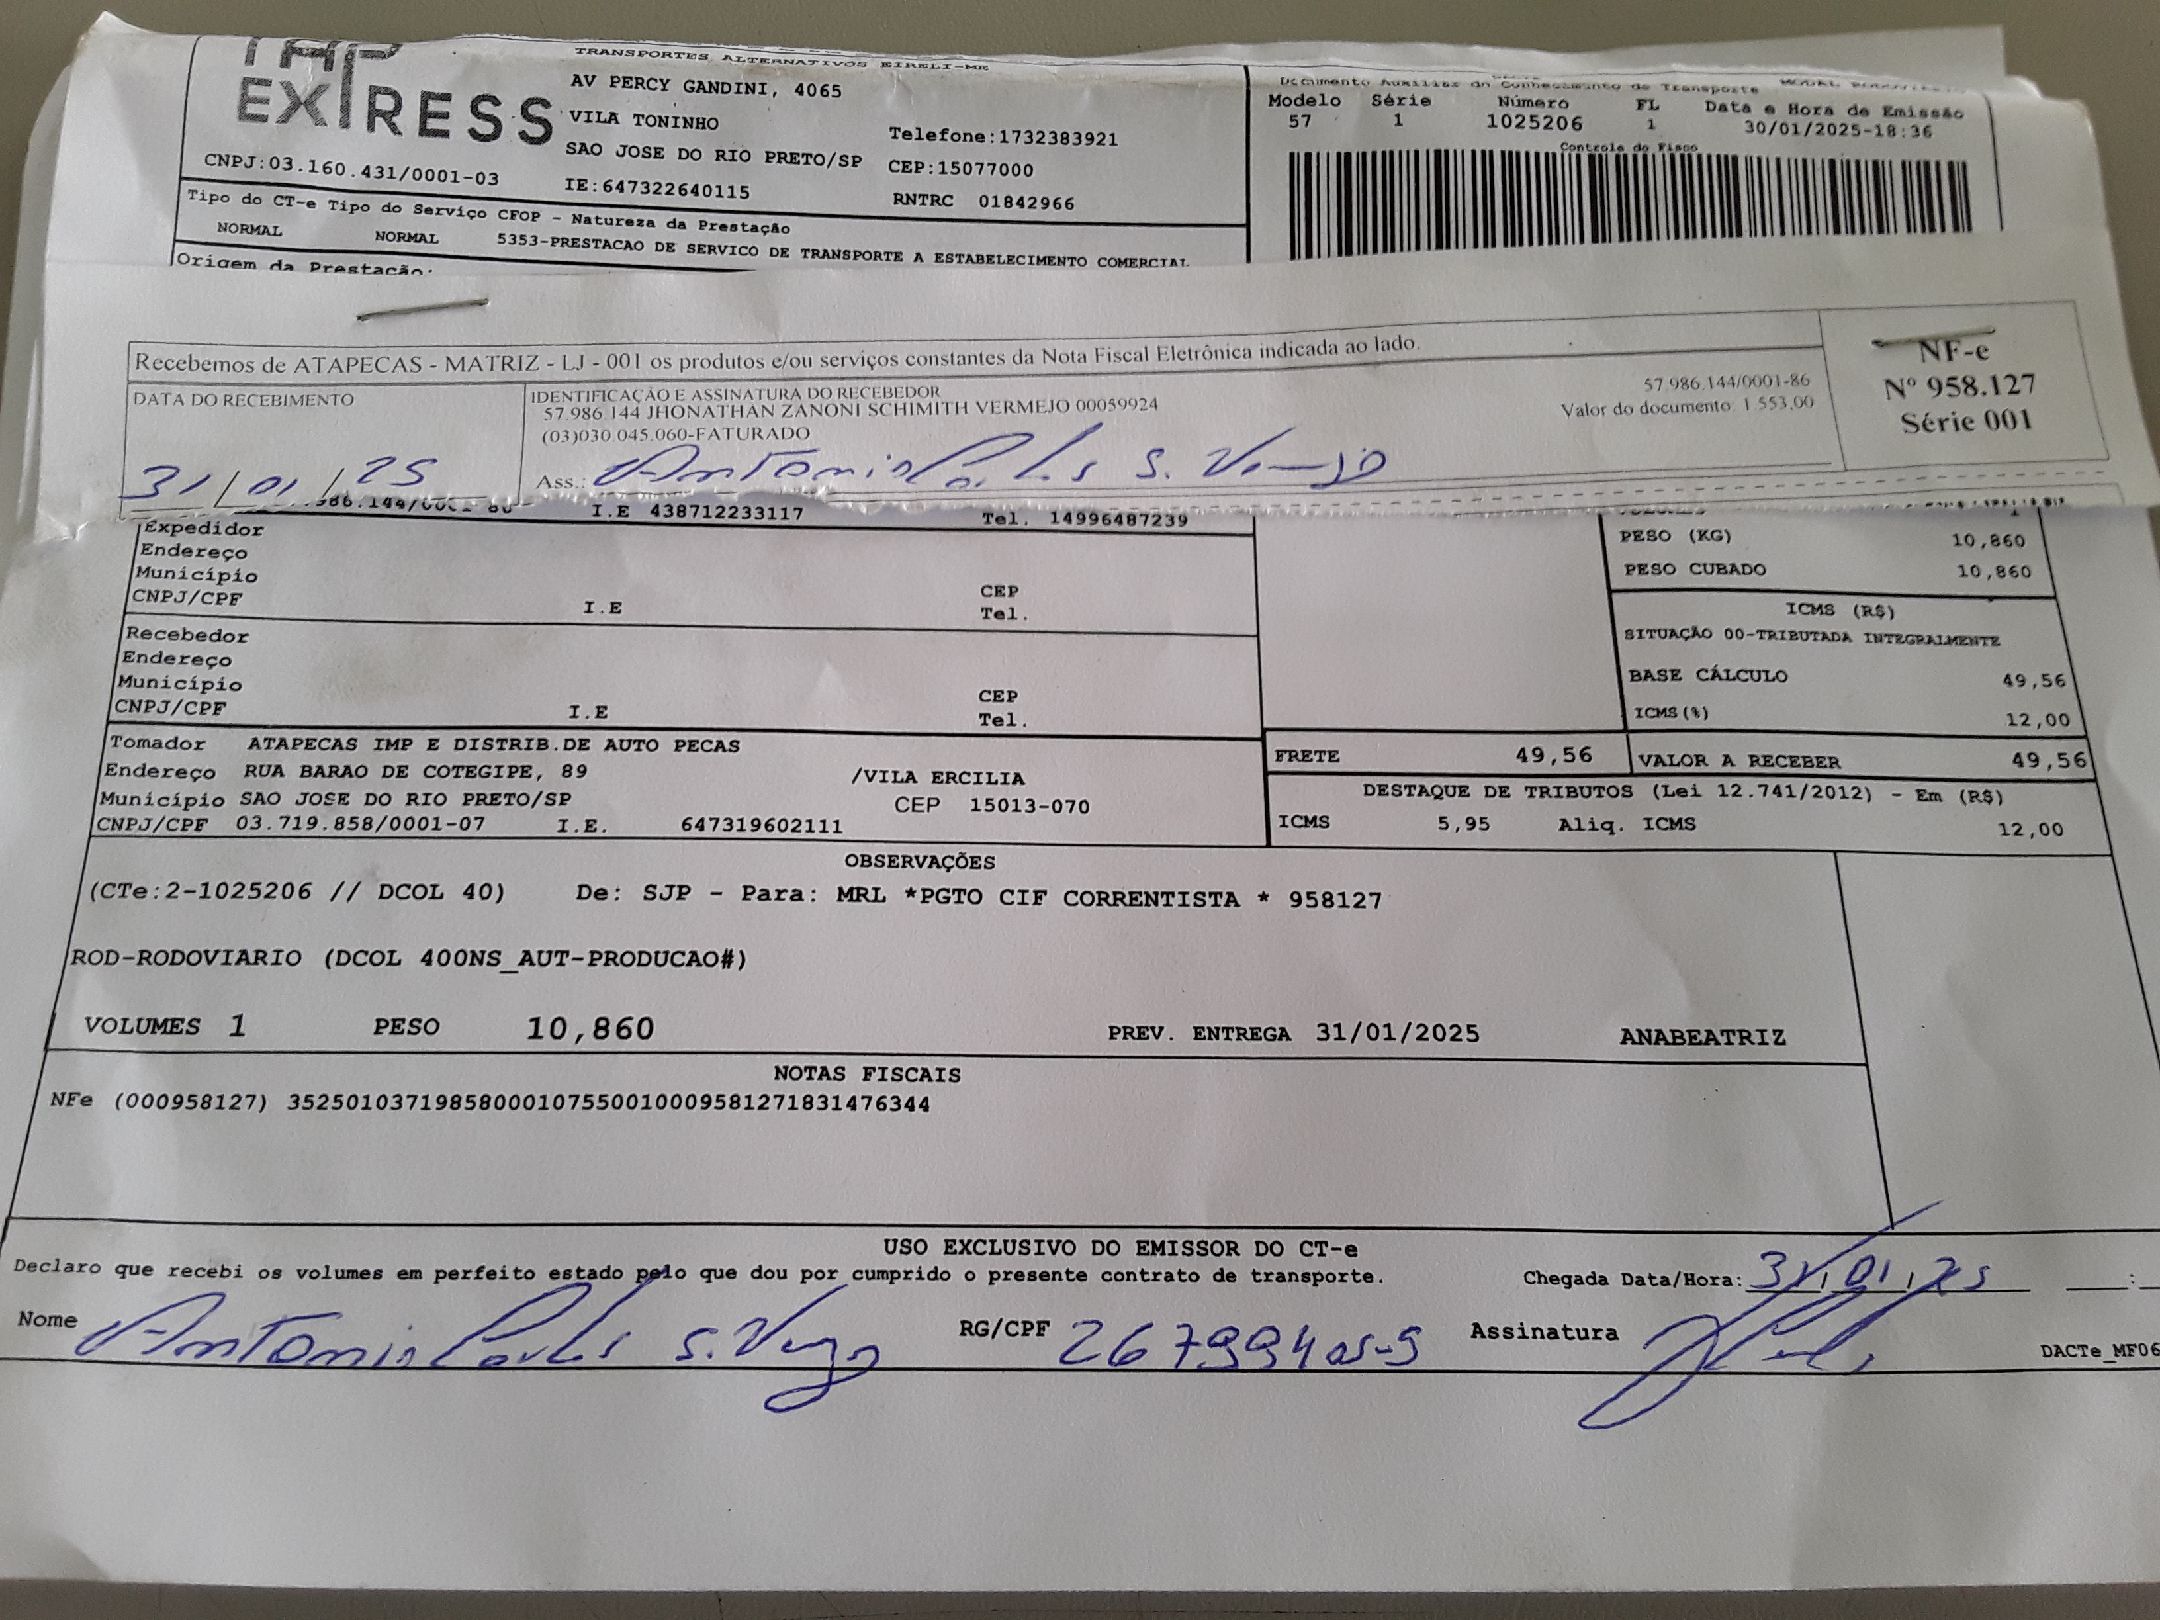 TAP
EXPRESS
TRANSPORTES ALTERNATIVOS EIRELI-ME
AV PERCY GANDINI, 4065
VILA TONINHO
Telefone:1732383921
SAO JOSE DO RIO PRETO/SP CEP:15077000
CNPJ:03.160.431/0001-03 IE:647322640115 RNTRC 01842966
Tipo do CT-e Tipo do Serviço CFOP - Natureza da Prestação
NORMAL NORMAL 5353-PRESTACAO DE SERVICO DE TRANSPORTE A ESTABELECIMENTO COMERCIAL
Origem da Prestação:
Documento Auxiliar do Conhecimento de Transporte
Modelo Série Número FL Data e Hora de Emissão
57 1 1025206 1 30/01/2025-18:36
Controle do Fisco
Recebemos de ATAPECAS - MATRIZ - LJ - 001 os produtos e/ou serviços constantes da Nota Fiscal Eletrônica indicada ao lado.
DATA DO RECEBIMENTO
31/01/25
IDENTIFICAÇÃO E ASSINATURA DO RECEBEDOR
57.986.144 JHONATHAN ZANONI SCHIMITH VERMEJO 00059924
57.986.144/0001-86
(03)030.045.060-FATURADO
Valor do documento: 1.553,00
Ass.: Antonio Carlos S.
NF-e
Nº 958.127
Série 001
I.E 438712233117 Tel. 14996487239
Expedidor
Endereço
Município CEP
CNPJ/CPF I.E Tel.
Recebedor
Endereço
Município CEP
CNPJ/CPF I.E Tel.
PESO (KG) 10,860
PESO CUBADO 10,860
ICMS (R$)
SITUAÇÃO 00-TRIBUTADA INTEGRALMENTE
BASE CÁLCULO 49,56
ICMS(%) 12,00
Tomador ATAPECAS IMP E DISTRIB.DE AUTO PECAS
Endereço RUA BARAO DE COTEGIPE, 89 /VILA ERCILIA
Município SAO JOSE DO RIO PRETO/SP CEP 15013-070
CNPJ/CPF 03.719.858/0001-07 I.E. 647319602111
FRETE 49,56 VALOR A RECEBER 49,56
DESTAQUE DE TRIBUTOS (Lei 12.741/2012) - Em (R$)
ICMS 5,95 Aliq. ICMS 12,00
OBSERVAÇÕES
(CTe:2-1025206 // DCOL 40) De: SJP - Para: MRL *PGTO CIF CORRENTISTA * 958127
ROD-RODOVIARIO (DCOL 400NS_AUT-PRODUCAO#)
VOLUMES 1 PESO 10,860 PREV. ENTREGA 31/01/2025 ANABEATRIZ
NOTAS FISCAIS
NFe (000958127) 35250103719858000107550010009581271831476344
USO EXCLUSIVO DO EMISSOR DO CT-e
Declaro que recebi os volumes em perfeito estado pelo que dou por cumprido o presente contrato de transporte. Chegada Data/Hora: 31/01/25 :
Nome Antonio Carlos S. RG/CPF 26799405-9 Assinatura
DACTe_MF06